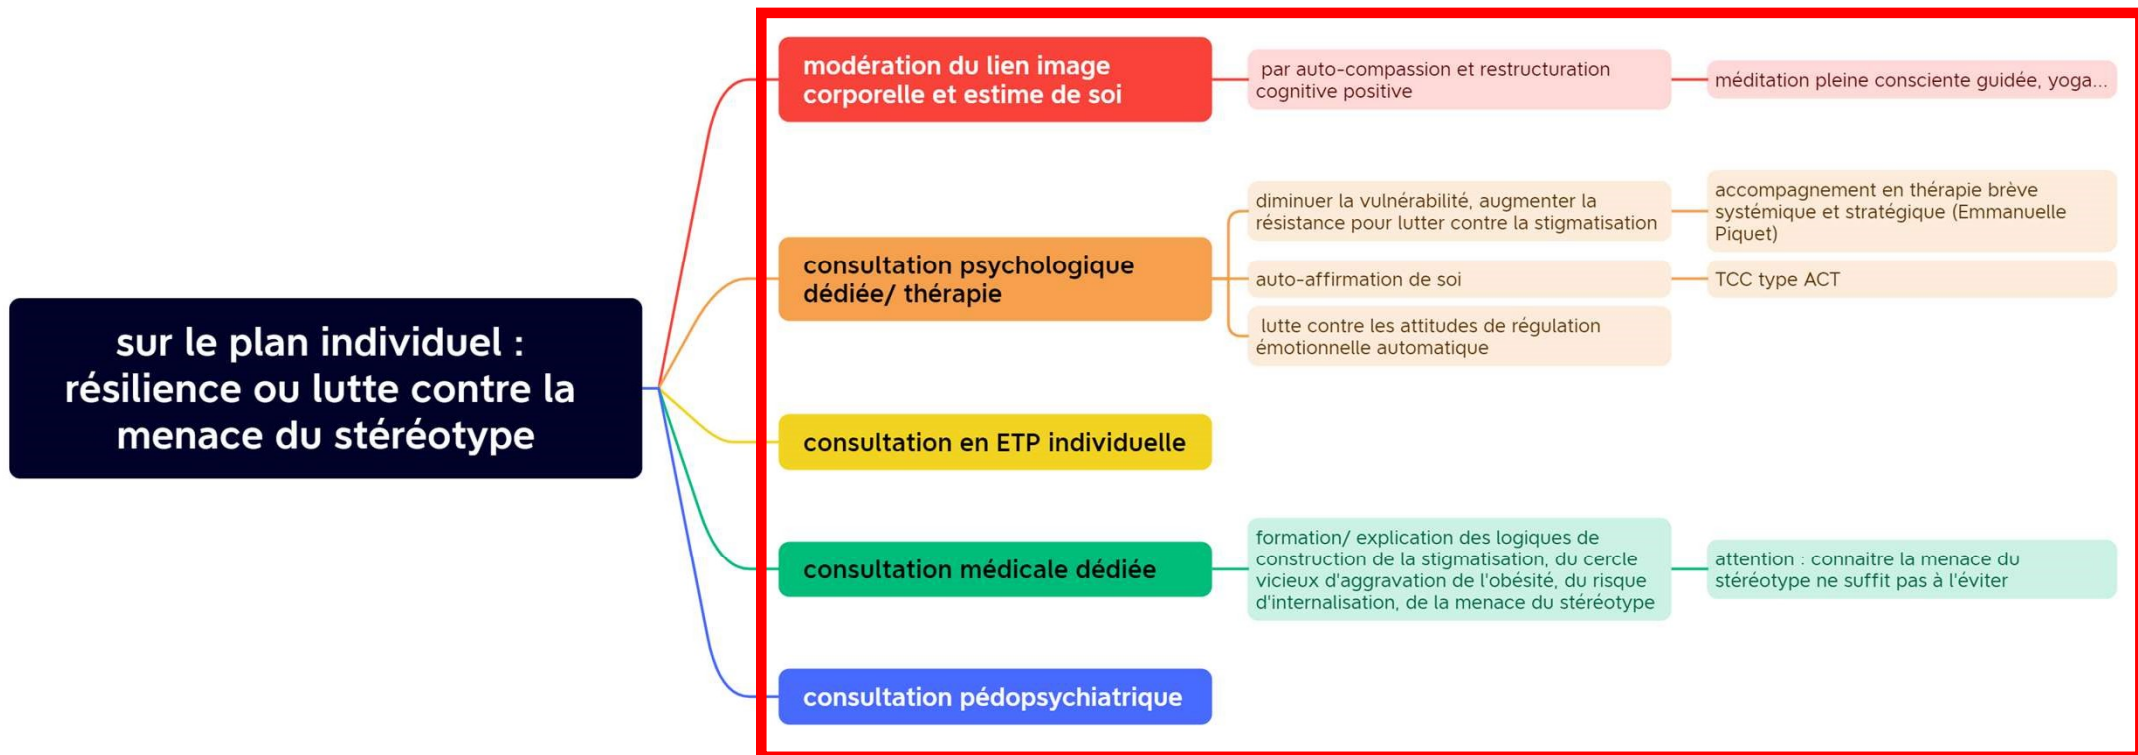 sur le plan individuel :
résilience ou lutte contre la
menace du stéréotype
modération du lien image
corporelle et estime de soi
par auto-compassion et restructuration
cognitive positive
méditation pleine consciente guidée, yoga...
consultation psychologique
dédiée/ thérapie
diminuer la vulnérabilité, augmenter la
résistance pour lutter contre la stigmatisation
accompagnement en thérapie brève
systémique et stratégique (Emmanuelle
Piquet)
auto-affirmation de soi
TCC type ACT
lutte contre les attitudes de régulation
émotionnelle automatique
consultation en ETP individuelle
consultation médicale dédiée
formation/ explication des logiques de
construction de la stigmatisation, du cercle
vicieux d'aggravation de l'obésité, du risque
d'internalisation, de la menace du stéréotype
attention : connaitre la menace du
stéréotype ne suffit pas à l'éviter
consultation pédopsychiatrique